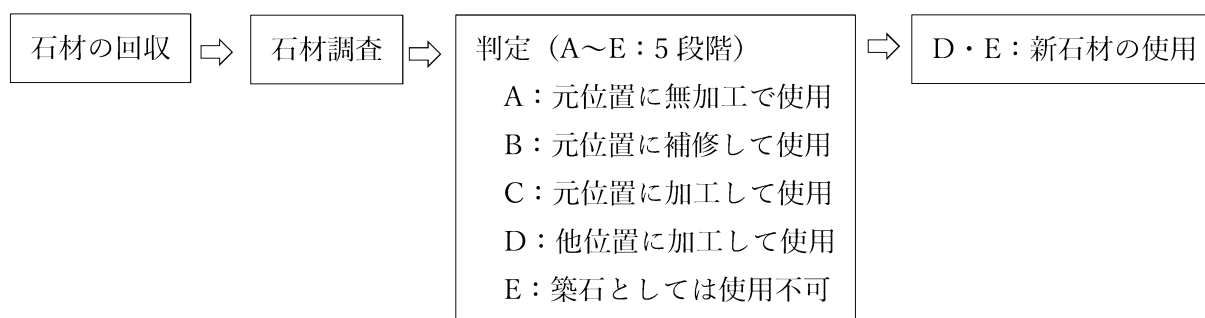 石材の回収
石材調査
判定（A～E：5 段階）
A：元位置に無加工で使用
B：元位置に補修して使用
C：元位置に加工して使用
D：他位置に加工して使用
E：築石としては使用不可
D・E：新石材の使用